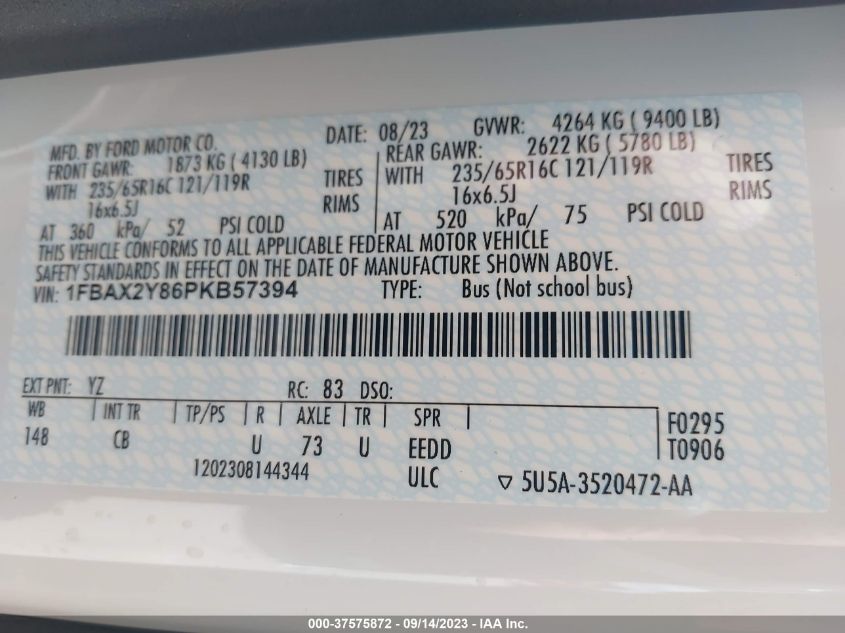 MFD. BY FORD MOTOR CO. DATE: 08/23 GVWR: 4264 KG ( 9400 LB)
FRONT GAWR: 1873 KG ( 4130 LB) REAR GAWR: 2622 KG ( 5780 LB)
WITH 235/65R16C 121/119R TIRES WITH 235/65R16C 121/119R TIRES
16x6.5J RIMS 16x6.5J RIMS
AT 360 kPa/ 52 PSI COLD AT 520 kPa/ 75 PSI COLD
THIS VEHICLE CONFORMS TO ALL APPLICABLE FEDERAL MOTOR VEHICLE
SAFETY STANDARDS IN EFFECT ON THE DATE OF MANUFACTURE SHOWN ABOVE.
VIN: 1FBAX2Y86PKB57394 TYPE: Bus (Not school bus)
EXT PNT: YZ RC: 83 DSO:
WB INT TR TP/PS R AXLE TR SPR F0295
148 CB U 73 U EEDD T0906
1202308144344 ULC ▽ 5U5A-3520472-AA
000-37575872 - 09/14/2023 - IAA Inc.